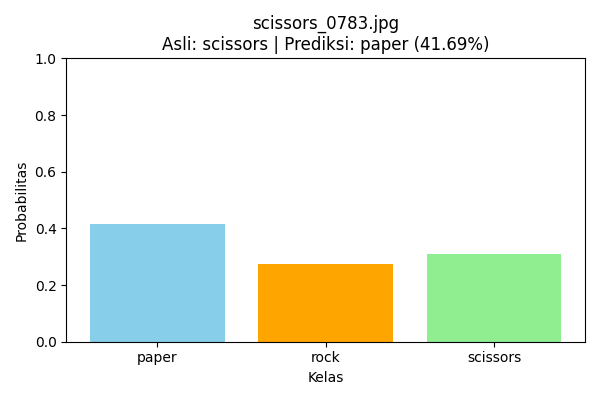 scissors_0783.jpg
Asli: scissors | Prediksi: paper (41.69%)
1.0
0.8
0.6
0.4
0.2
0.0
Probabilitas
paper
rock
scissors
Kelas